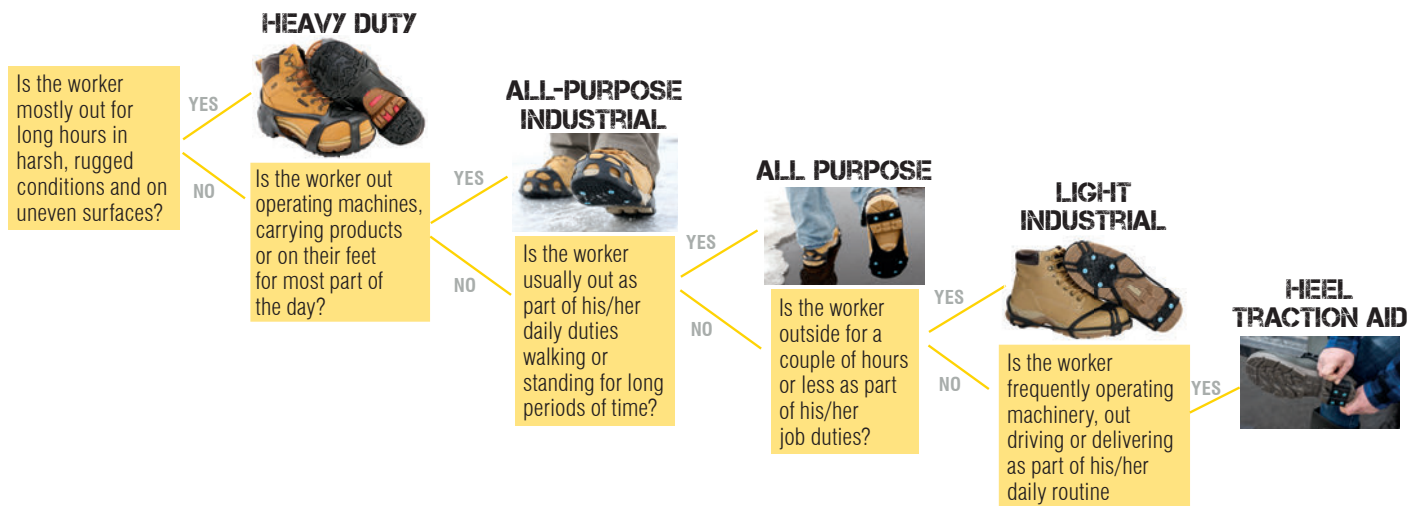 HEAVY DUTY
Is the worker
mostly out for
long hours in
harsh, rugged
conditions and on
uneven surfaces?
YES
NO
ALL-PURPOSE
INDUSTRIAL
Is the worker out
operating machines,
carrying products
or on their feet
for most part of
the day?
YES
NO
ALL PURPOSE
Is the worker
usually out as
part of his/her
daily duties
walking or
standing for long
periods of time?
YES
NO
LIGHT
INDUSTRIAL
Is the worker
outside for a
couple of hours
or less as part
of his/her
job duties?
YES
NO
HEEL
TRACTION AID
Is the worker
frequently operating
machinery, out
driving or delivering
as part of his/her
daily routine
YES